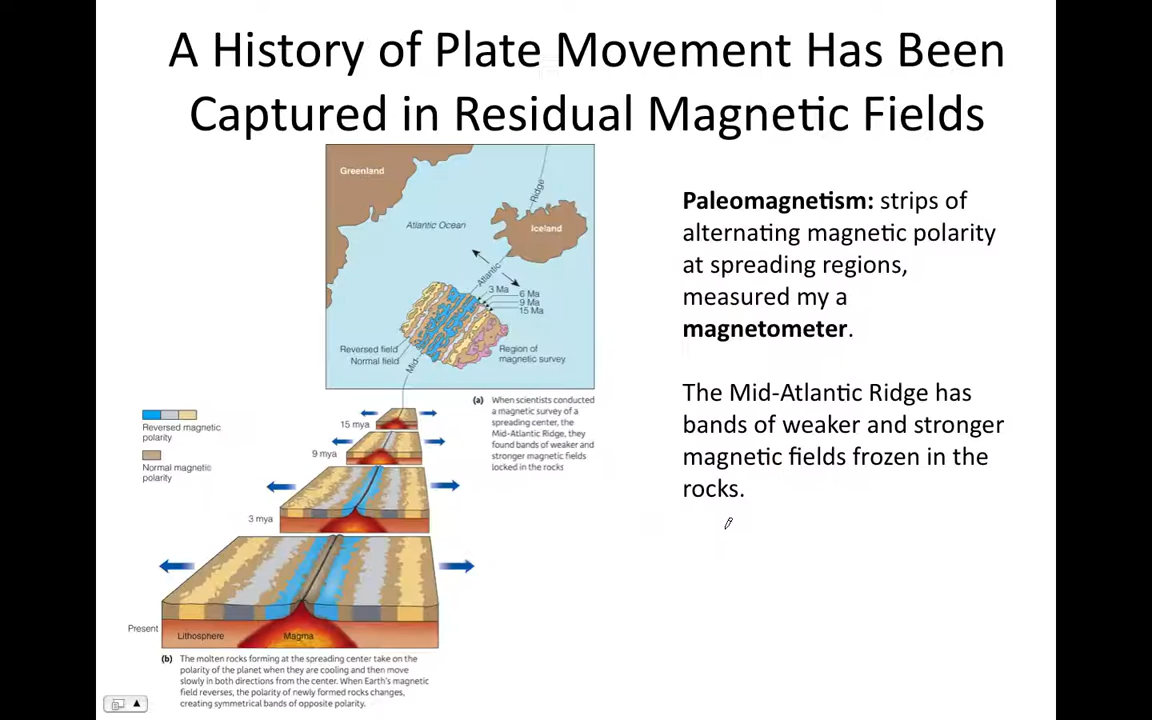 A History of Plate Movement Has Been
Captured in Residual Magnetic Fields
Greenland
Ridge
Iceland
Atlantic Ocean
Atlantic
3 Ma
6 Ma
9 Ma
15 Ma
Reversed field
Normal field
Mid-
Region of
magnetic survey
(a) When scientists conducted
a magnetic survey of a
spreading center, the
Mid-Atlantic Ridge, they
found bands of weaker and
stronger magnetic fields
locked in the rocks
Reversed magnetic
polarity
Normal magnetic
polarity
15 mya
9 mya
3 mya
Present
Lithosphere
Magma
(b) The molten rocks forming at the spreading center take on the
polarity of the planet when they are cooling and then move
slowly in both directions from the center. When Earth's magnetic
field reverses, the polarity of newly formed rocks changes,
creating symmetrical bands of opposite polarity.
Paleomagnetism: strips of
alternating magnetic polarity
at spreading regions,
measured my a
magnetometer.
The Mid-Atlantic Ridge has
bands of weaker and stronger
magnetic fields frozen in the
rocks.